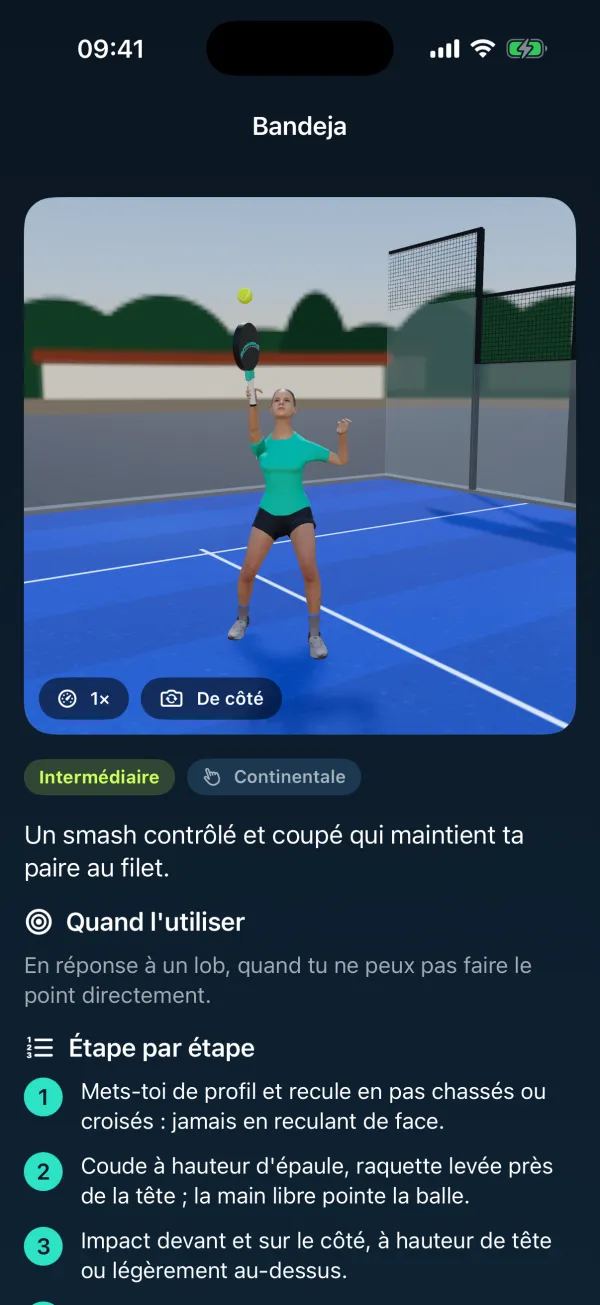 09:41
Bandeja
1×
De côté
Intermédiaire
Continentale
Un smash contrôlé et coupé qui maintient ta
paire au filet.
Quand l'utiliser
En réponse à un lob, quand tu ne peux pas faire le
point directement.
Étape par étape
1
Mets-toi de profil et recule en pas chassés ou
croisés : jamais en reculant de face.
2
Coude à hauteur d'épaule, raquette levée près
de la tête ; la main libre pointe la balle.
3
Impact devant et sur le côté, à hauteur de tête
ou légèrement au-dessus.